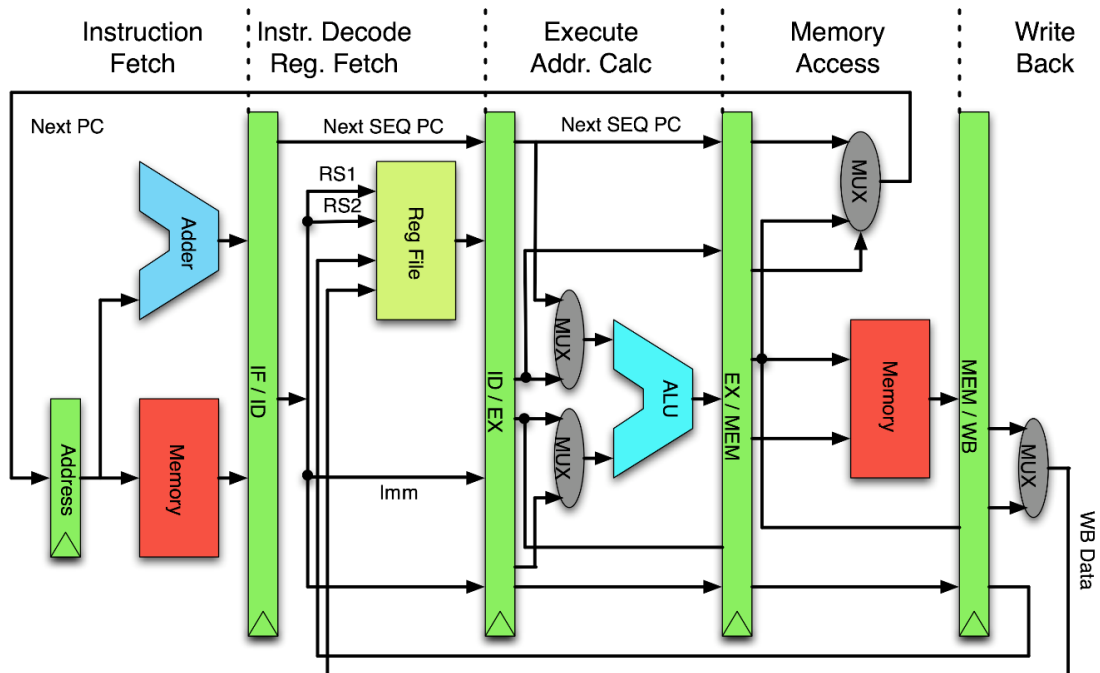 Instruction
Fetch
Instr. Decode
Reg. Fetch
Execute
Addr. Calc
Memory
Access
Write
Back
Next PC
Next SEQ PC
Next SEQ PC
RS1
RS2
MUX
Reg File
Adder
MUX
IF / ID
ID / EX
ALU
EX / MEM
Memory
MEM / WB
Address
Memory
MUX
MUX
Imm
WB Data